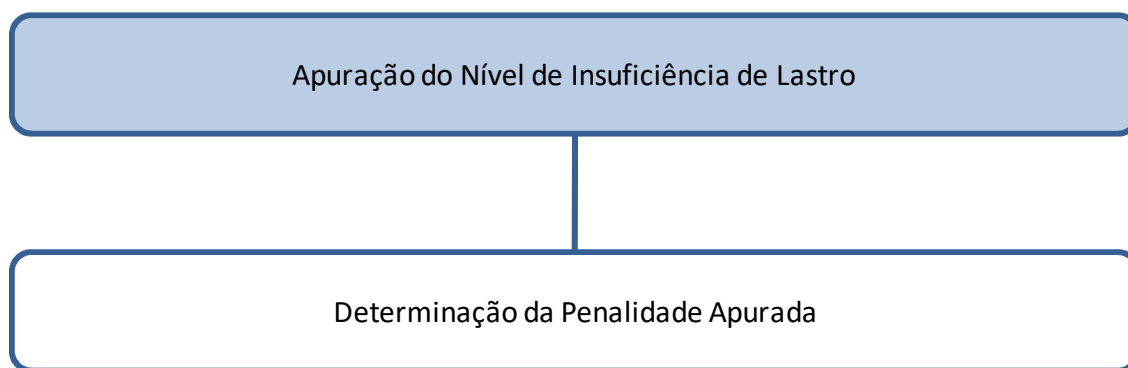 Apuração do Nível de Insuficiência de Lastro
Determinação da Penalidade Apurada